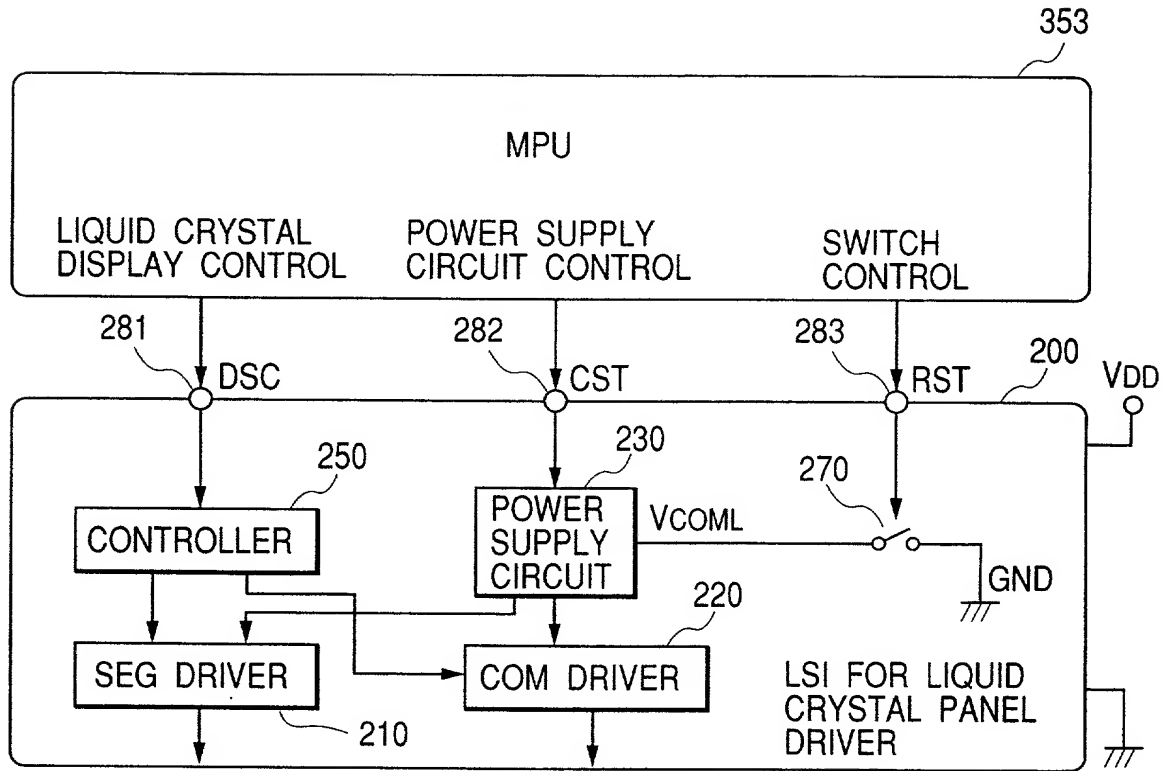 353
MPU
LIQUID CRYSTAL
DISPLAY CONTROL
POWER SUPPLY
CIRCUIT CONTROL
SWITCH
CONTROL
281
DSC
282
CST
283
RST
200
VDD
250
CONTROLLER
230
POWER
SUPPLY
CIRCUIT
VCOML
270
GND
220
SEG DRIVER
COM DRIVER
210
LSI FOR LIQUID
CRYSTAL PANEL
DRIVER